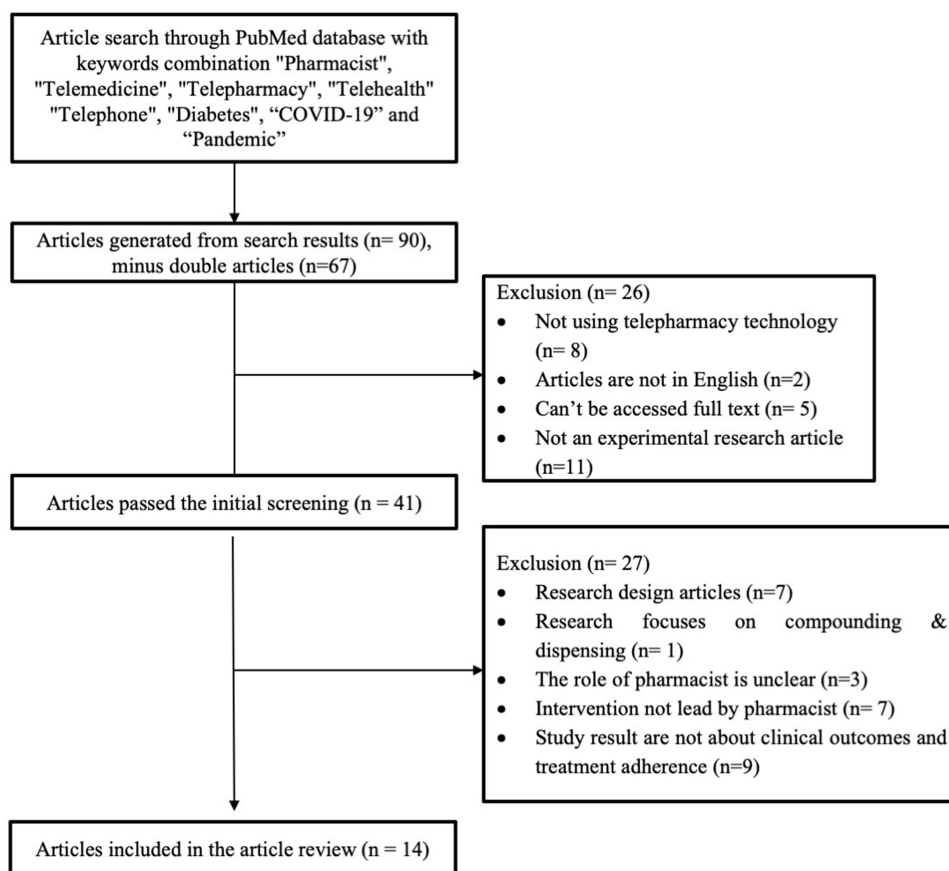 Article search through PubMed database with
keywords combination "Pharmacist",
"Telemedicine", "Telepharmacy", "Telehealth"
"Telephone", "Diabetes", “COVID-19” and
“Pandemic”
Articles generated from search results (n= 90),
minus double articles (n=67)
Exclusion (n= 26)
• Not using telepharmacy technology
(n= 8)
• Articles are not in English (n=2)
• Can’t be accessed full text (n= 5)
• Not an experimental research article
(n=11)
Articles passed the initial screening (n = 41)
Exclusion (n= 27)
• Research design articles (n=7)
• Research focuses on compounding &
dispensing (n= 1)
• The role of pharmacist is unclear (n=3)
• Intervention not lead by pharmacist (n= 7)
• Study result are not about clinical outcomes and
treatment adherence (n=9)
Articles included in the article review (n = 14)